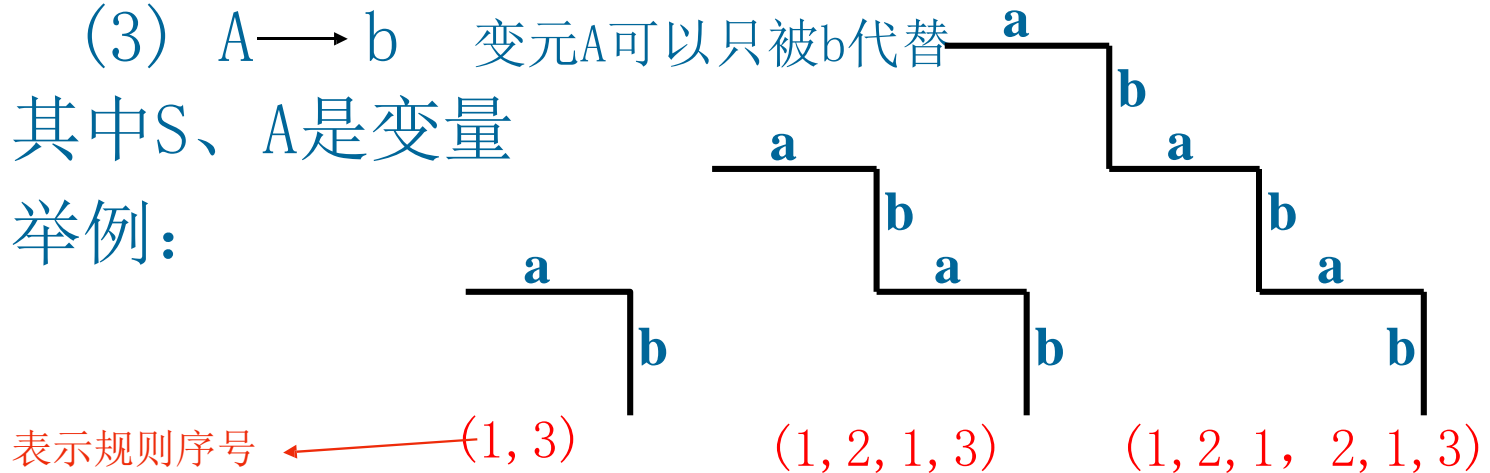 (3) A→b 变元A可以只被b代替
其中S、A是变量
举例：
a
b
a
b
a
b
a
b
a
b
a
b
表示规则序号
(1,3)
(1,2,1,3)
(1,2,1，2,1,3)